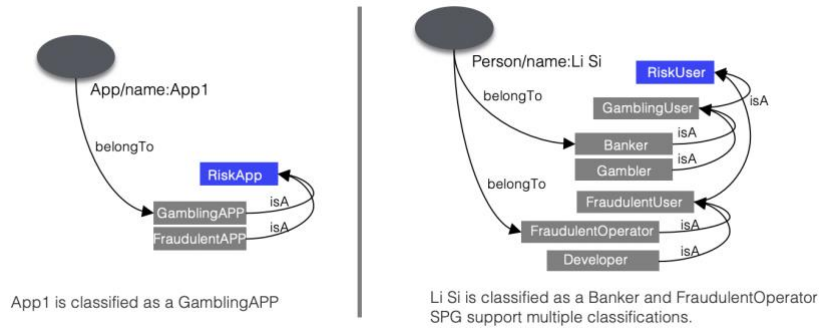 App/name:App1
belongTo
RiskApp
GamblingAPP
isA
FraudulentAPP
isA
App1 is classified as a GamblingAPP
Person/name:Li Si
RiskUser
belongTo
isA
GamblingUser
isA
Banker
isA
Gambler
belongTo
FraudulentUser
isA
FraudulentOperator
isA
Developer
Li Si is classified as a Banker and FraudulentOperator
SPG support multiple classifications.